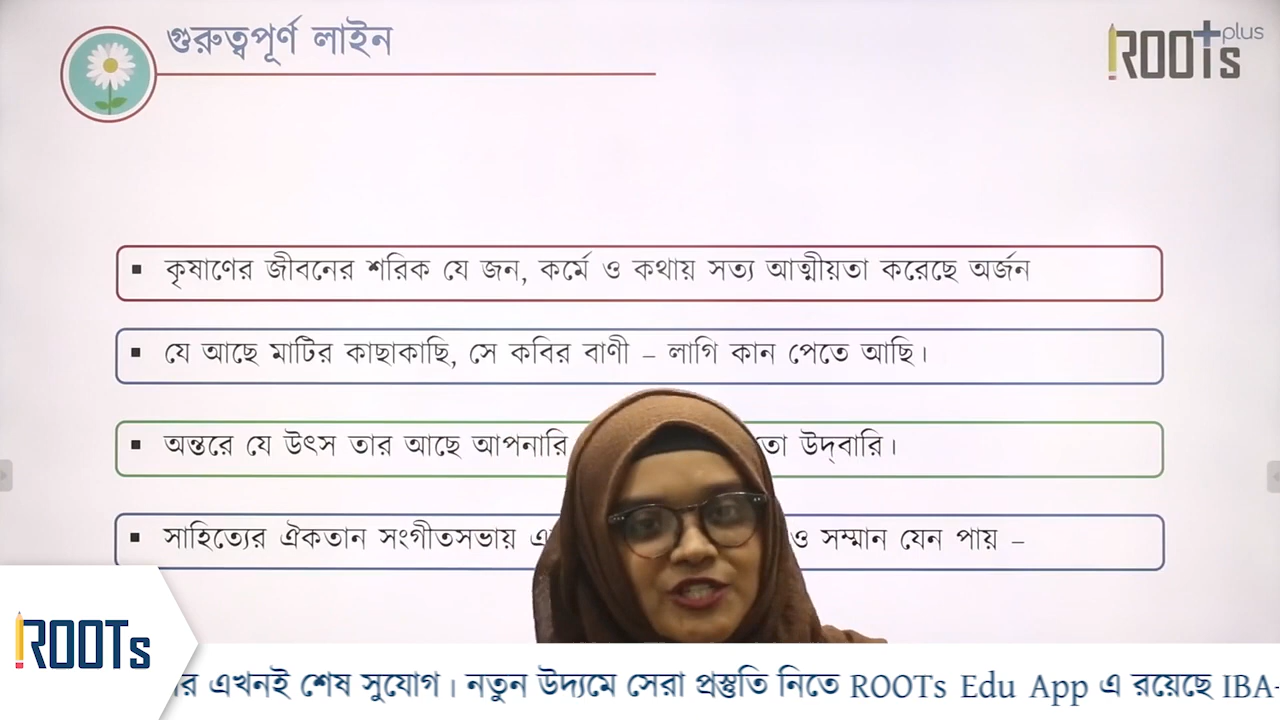 গুরুত্বপূর্ণ লাইন
ROOTs plus
▪ কৃষাণের জীবনের শরিক যে জন, কর্মে ও কথায় সত্য আত্মীয়তা করেছে অর্জন
▪ যে আছে মাটির কাছাকাছি, সে কবির বাণী – লাগি কান পেতে আছি।
▪ অন্তরে যে উৎস তার আছে আপনারি তো উদ্‌বারি।
▪ সাহিত্যের ঐকতান সংগীতসভায় ও সম্মান যেন পায় –
ROOTs
এখনই শেষ সুযোগ। নতুন উদ্যমে সেরা প্রস্তুতি নিতে ROOTs Edu App এ রয়েছে IBA-